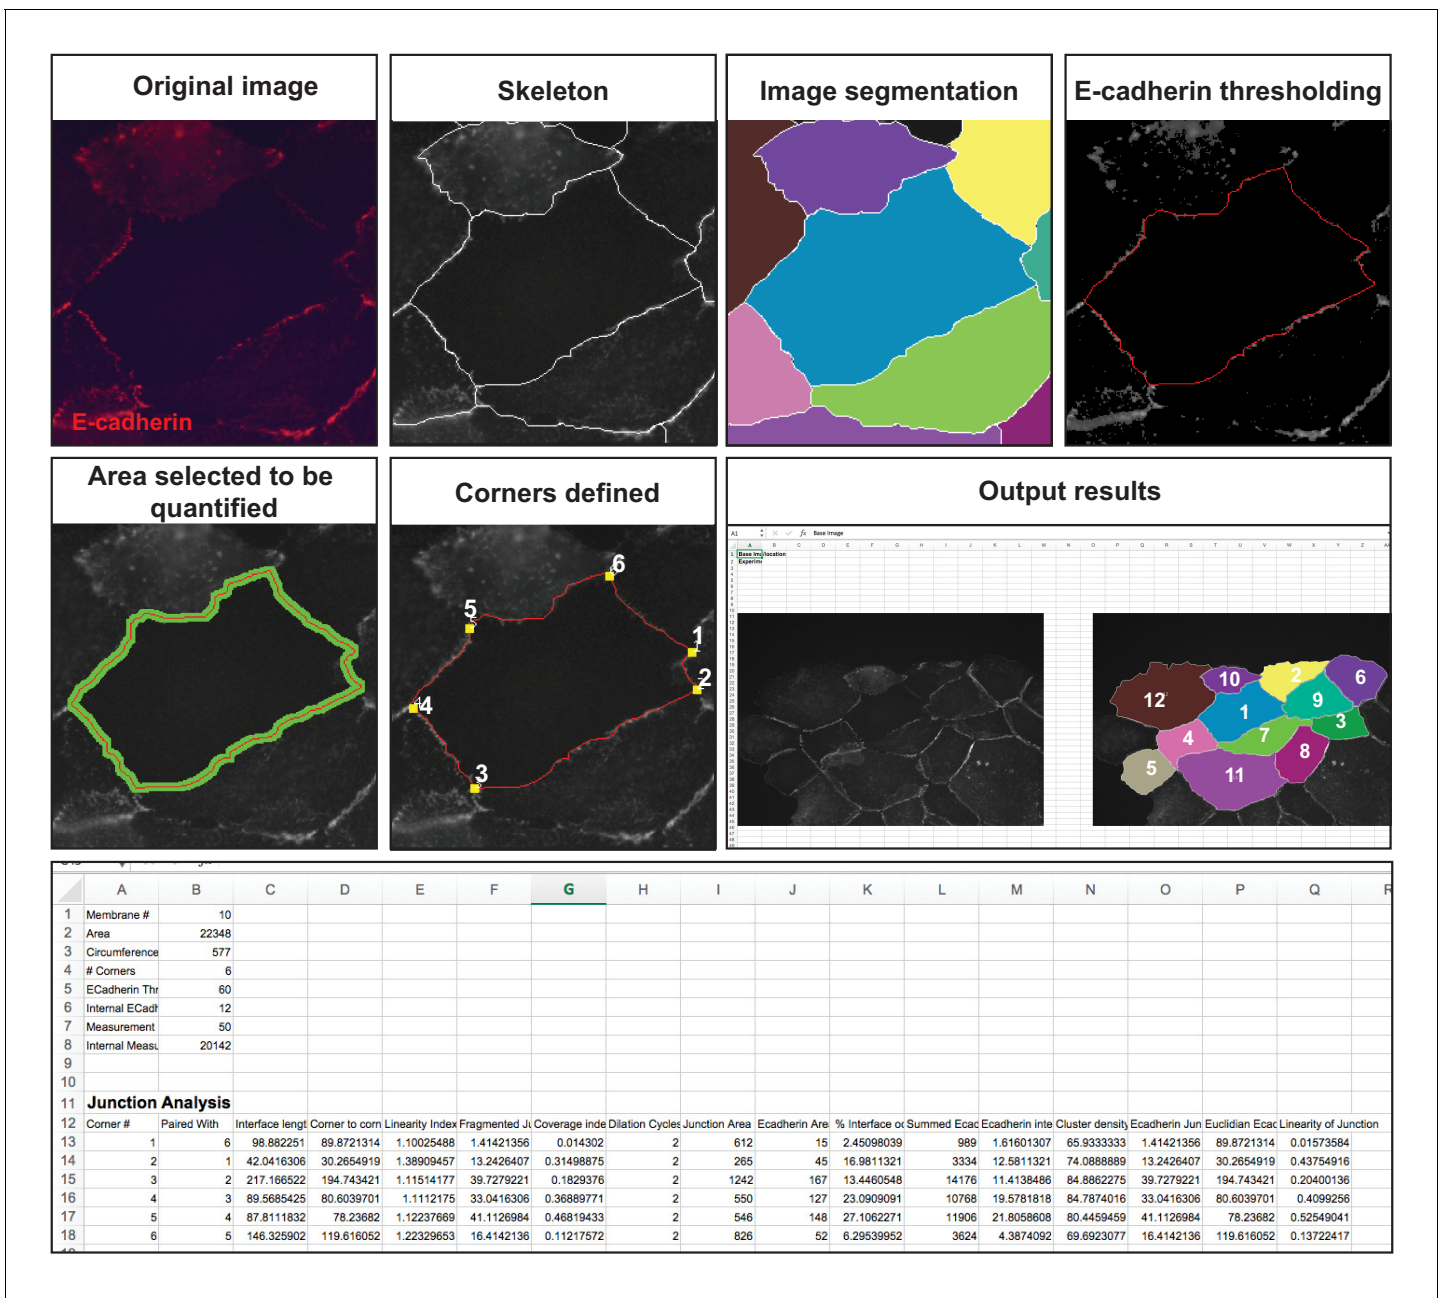 Original image
Skeleton
Image segmentation
E-cadherin thresholding
E-cadherin
Area selected to be
quantified
Corners defined
Output results
6
5
1
2
4
3
A1 fx Base Image
A B C D E F G H I J K L M N O P Q R S T U V W X Y Z
Base Ima location
Experime
10 2 6
12 1 9
3
4 7
8
5 11
A B C D E F G H I J K L M N O P Q R
1 Membrane # 10
2 Area 22348
3 Circumference 577
4 # Corners 6
5 ECadherin Thr 60
6 Internal ECadh 12
7 Measurement 50
8 Internal Measu 20142
9
10
11 Junction Analysis
12 Corner # Paired With Interface lengt Corner to corn Linearity Index Fragmented Ju Coverage inde Dilation Cycles Junction Area Ecadherin Are % Interface oc Summed Ecad Ecadherin inte Cluster density Ecadherin Jun Euclidian Ecad Linearity of Junction
13 1 6 98.882251 89.8721314 1.10025488 1.41421356 0.014302 2 612 15 2.45098039 989 1.61601307 65.9333333 1.41421356 89.8721314 0.01573584
14 2 1 42.0416306 30.2654919 1.38909457 13.2426407 0.31498875 2 265 45 16.9811321 3334 12.5811321 74.0888889 13.2426407 30.2654919 0.43754916
15 3 2 217.166522 194.743421 1.11514177 39.7279221 0.1829376 2 1242 167 13.4460548 14176 11.4138486 84.8862275 39.7279221 194.743421 0.20400136
16 4 3 89.5685425 80.6039701 1.1112175 33.0416306 0.36889771 2 550 127 23.0909091 10768 19.5781818 84.7874016 33.0416306 80.6039701 0.4099256
17 5 4 87.8111832 78.23682 1.12237669 41.1126984 0.46819433 2 546 148 27.1062271 11906 21.8058608 80.4459459 41.1126984 78.23682 0.52549041
18 6 5 146.325902 119.616052 1.22329653 16.4142136 0.11217572 2 826 52 6.29539952 3624 4.3874092 69.6923077 16.4142136 119.616052 0.13722417